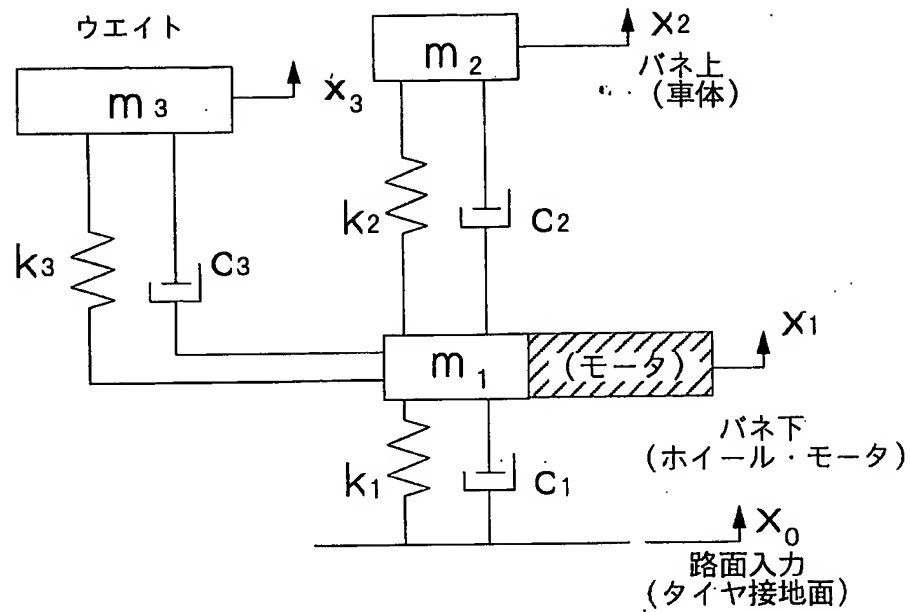 ウエイト
m3
x3
m2
x2
バネ上
(車体)
k3
c3
k2
c2
m1
(モータ)
x1
バネ下
(ホイール・モータ)
k1
c1
x0
路面入力
(タイヤ接地面)